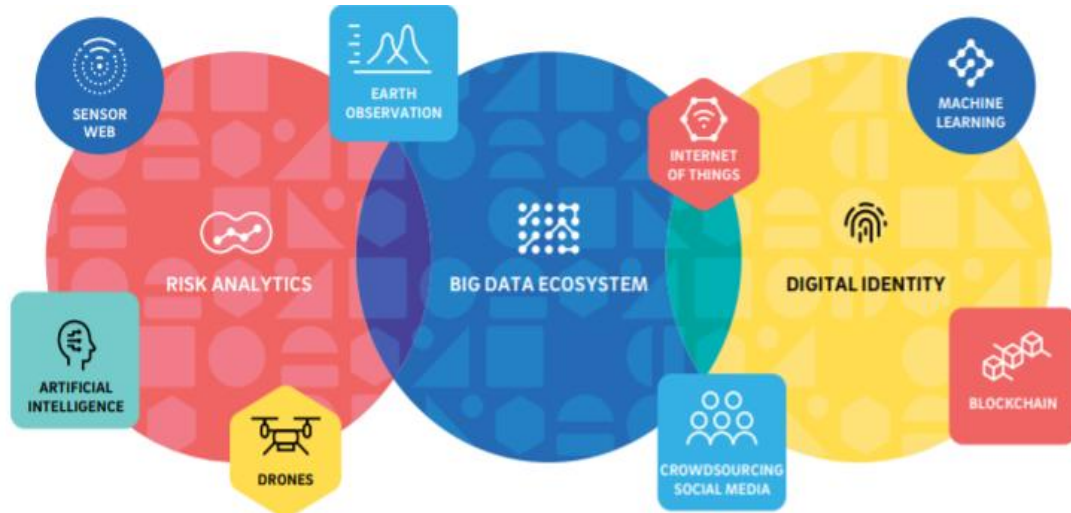 SENSOR
WEB
EARTH
OBSERVATION
MACHINE
LEARNING
INTERNET
OF THINGS
RISK ANALYTICS
BIG DATA ECOSYSTEM
DIGITAL IDENTITY
ARTIFICIAL
INTELLIGENCE
DRONES
CROWDSOURCING
SOCIAL MEDIA
BLOCKCHAIN